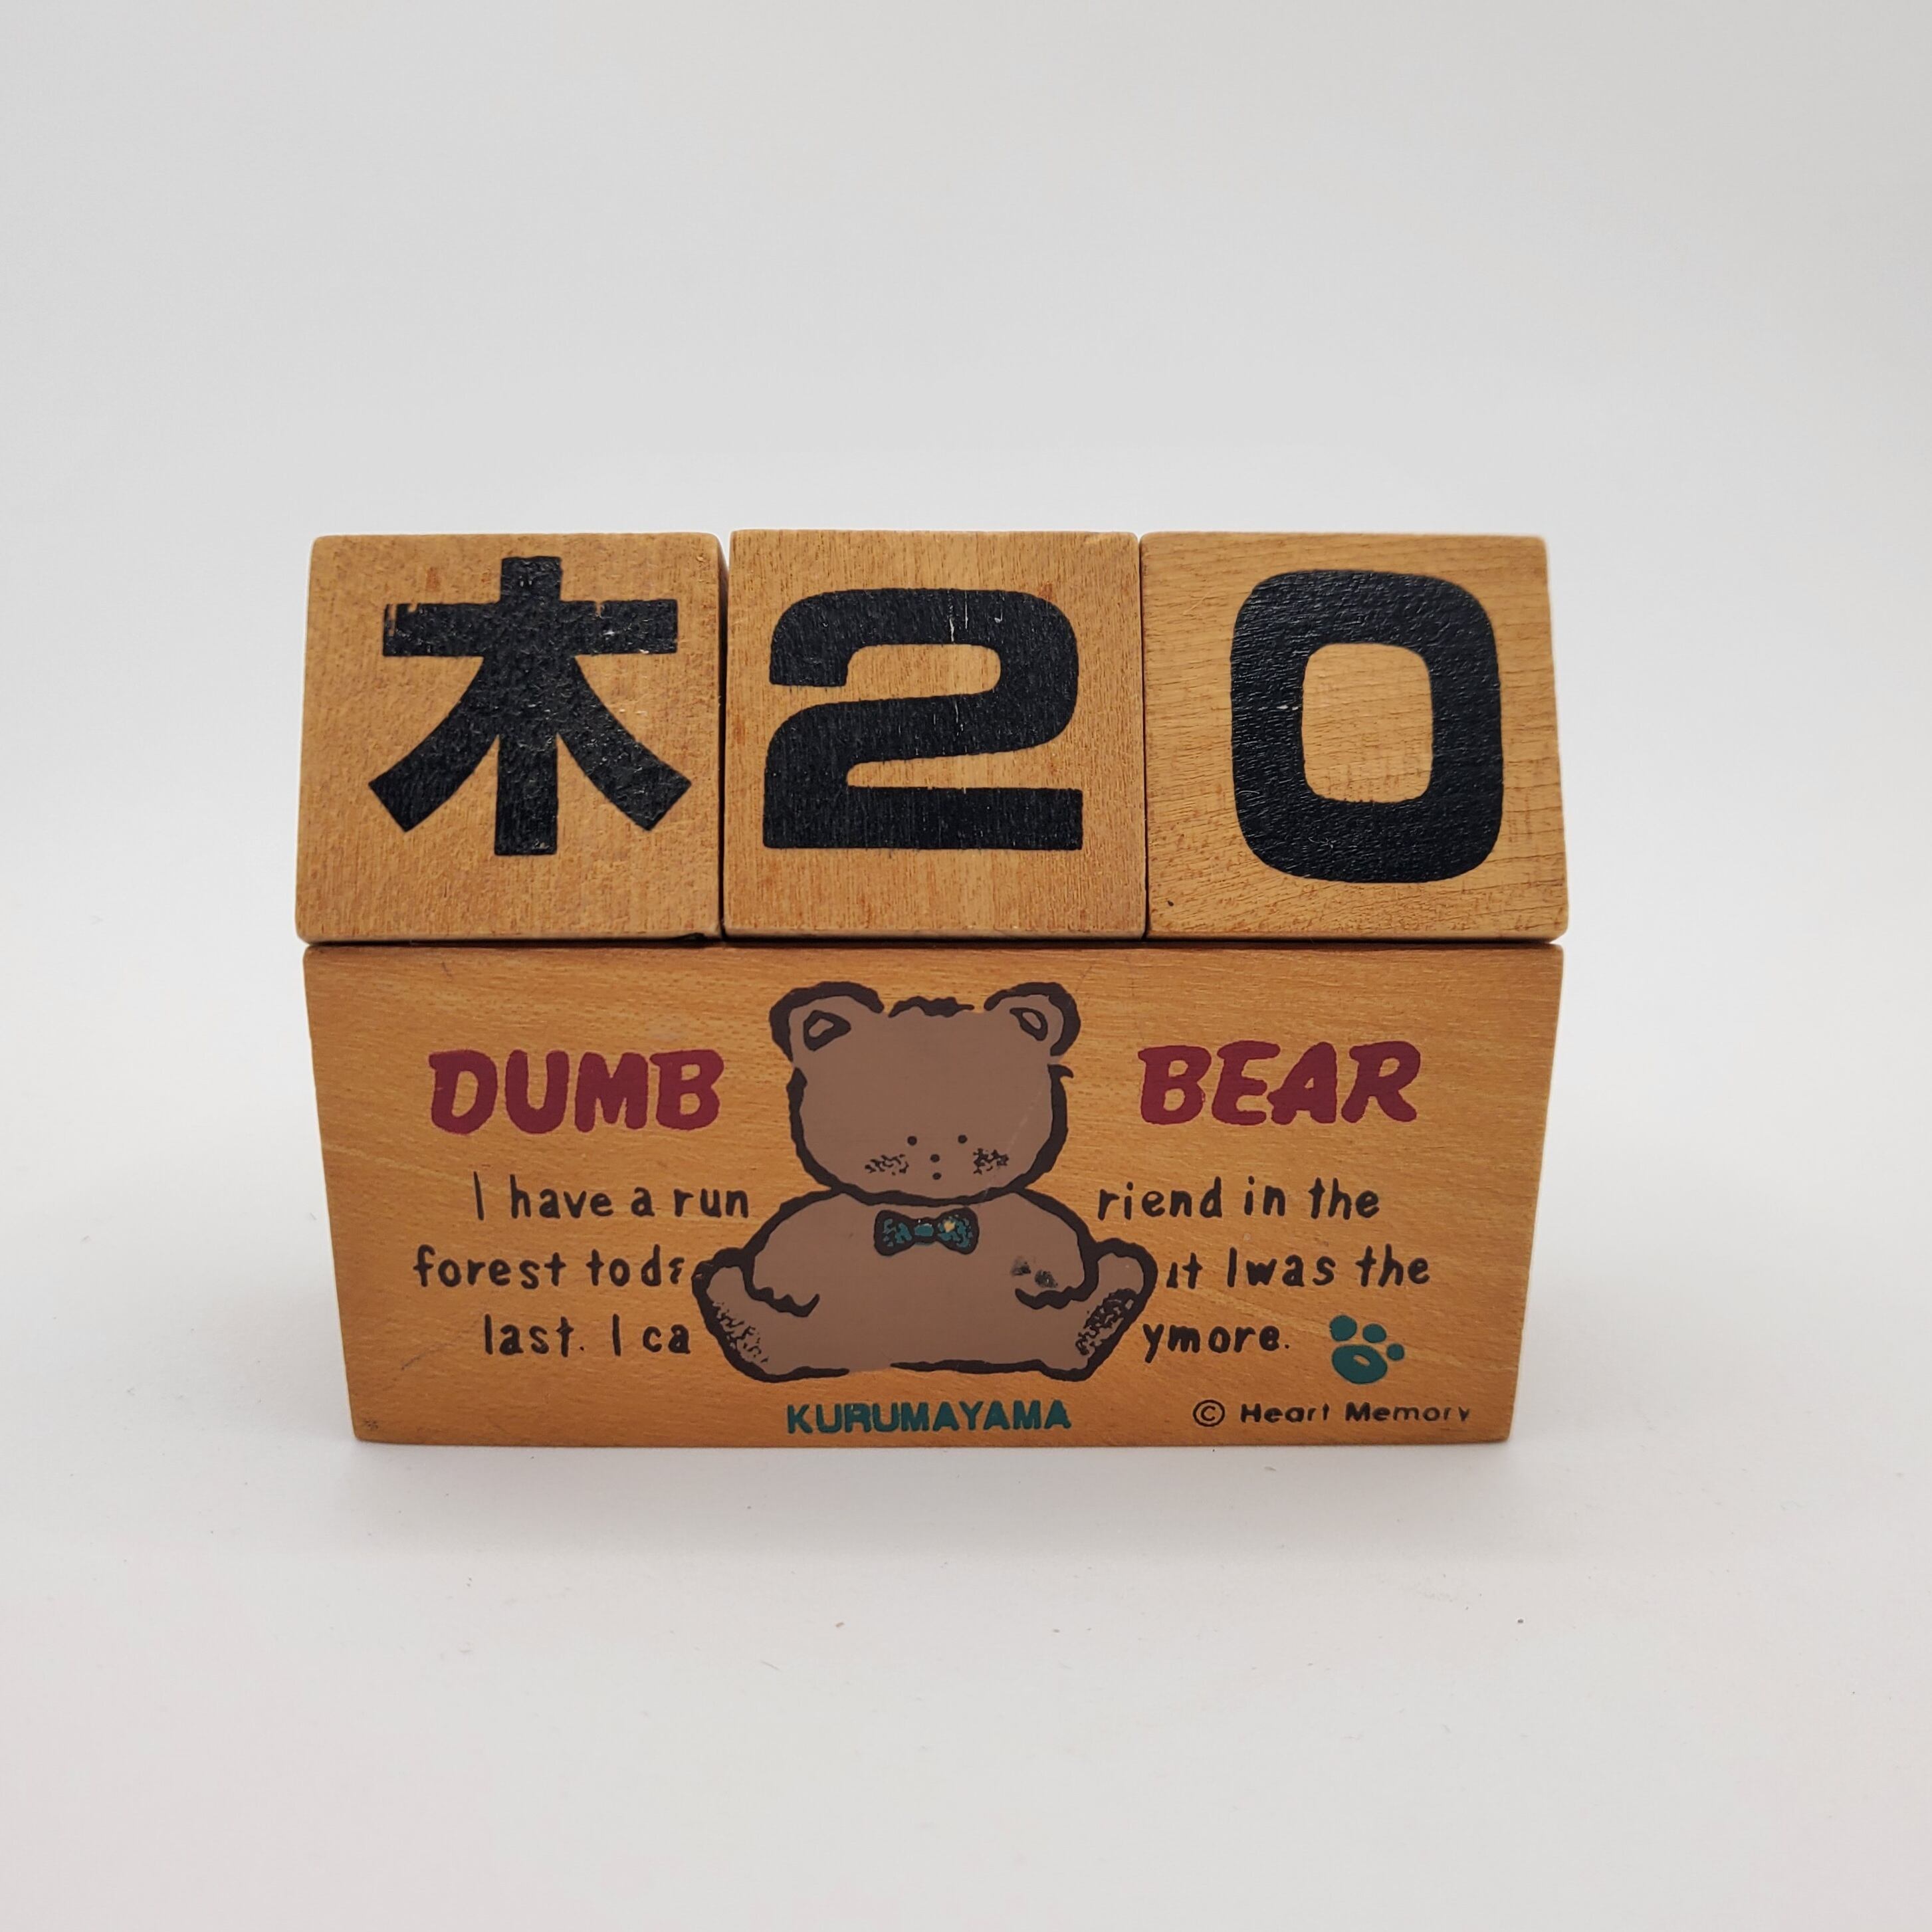 木 2 0
DUMB BEAR
I have a run riend in the
forest tod it I was the
last. I ca ymore.
KURUMAYAMA
© Heart Memory